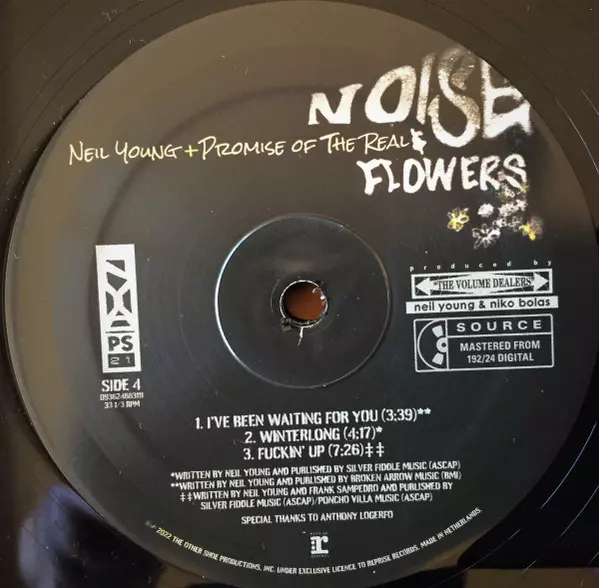 NOISE
&
FLOWERS
NEIL YOUNG + PROMISE OF THE REAL
produced by
"THE VOLUME DEALERS"
neil young & niko bolas
SOURCE
MASTERED FROM
192/24 DIGITAL
PS
21
SIDE 4
33 1/3 RPM
1. I'VE BEEN WAITING FOR YOU (3:39)**
2. WINTERLONG (4:17)*
3. FUCKIN' UP (7:26)‡‡
*WRITTEN BY NEIL YOUNG AND PUBLISHED BY SILVER FIDDLE MUSIC (ASCAP)
**WRITTEN BY NEIL YOUNG AND PUBLISHED BY BROKEN ARROW MUSIC (BMI)
‡‡WRITTEN BY NEIL YOUNG AND FRANK SAMPEDRO AND PUBLISHED BY
SILVER FIDDLE MUSIC (ASCAP)/PONCHO VILLA MUSIC (ASCAP)
SPECIAL THANKS TO ANTHONY LOGERFO
r
℗© 2022 THE OTHER SHOE PRODUCTIONS, INC. UNDER EXCLUSIVE LICENCE TO REPRISE RECORDS. MADE IN NETHERLANDS.